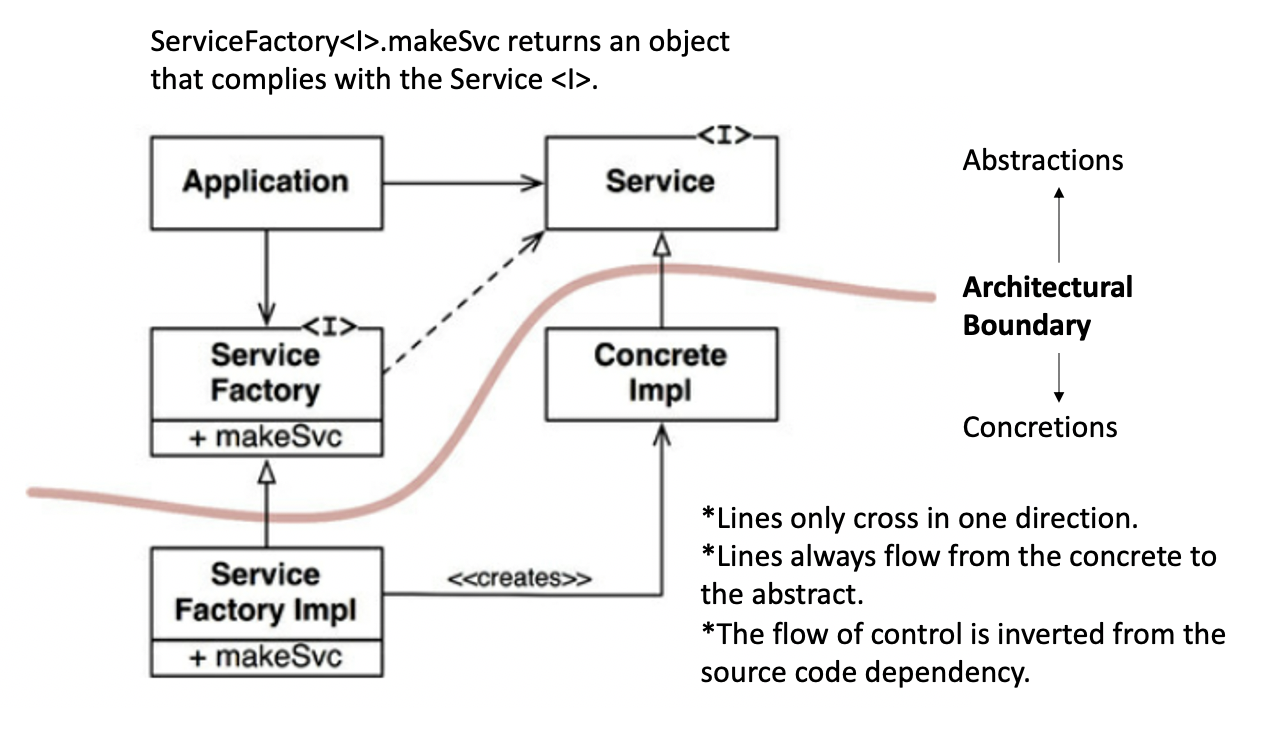 ServiceFactory<I>.makeSvc returns an object
that complies with the Service <I>.
<I>
Application
Service
Abstractions
Architectural
Boundary
<I>
Service
Factory
+ makeSvc
Concrete
Impl
Concretions
*Lines only cross in one direction.
*Lines always flow from the concrete to
the abstract.
*The flow of control is inverted from the
source code dependency.
<<creates>>
Service
Factory Impl
+ makeSvc